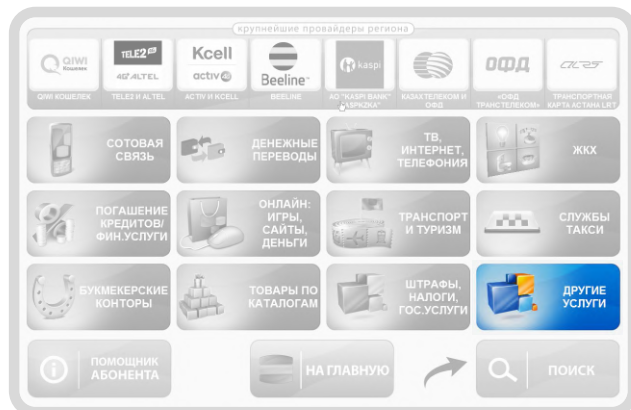 крупнейшие провайдеры региона
QIWI
Кошелек
TELE2
4G ALTEL
Kcell
activ
Beeline
kaspi
ОФД
QIWI КОШЕЛЕК
TELE2 И ALTEL
ACTIV И KCELL
BEELINE
АО "KASPI BANK"
КАЗАХТЕЛЕКОМ И
ОФД
«ОФД
ТРАНСТЕЛЕКОМ»
ТРАНСПОРТНАЯ
КАРТА АСТАНА LRT
СОТОВАЯ
СВЯЗЬ
ДЕНЕЖНЫЕ
ПЕРЕВОДЫ
ТВ,
ИНТЕРНЕТ,
ТЕЛЕФОНИЯ
ЖКХ
ПОГАШЕНИЕ
КРЕДИТОВ/
ФИН.УСЛУГИ
ОНЛАЙН:
ИГРЫ,
САЙТЫ,
ДЕНЬГИ
ТРАНСПОРТ
И ТУРИЗМ
СЛУЖБЫ
ТАКСИ
БУКМЕКЕРСКИЕ
КОНТОРЫ
ТОВАРЫ ПО
КАТАЛОГАМ
ШТРАФЫ,
НАЛОГИ,
ГОС.УСЛУГИ
ДРУГИЕ
УСЛУГИ
ПОМОЩНИК
АБОНЕНТА
НА ГЛАВНУЮ
ПОИСК